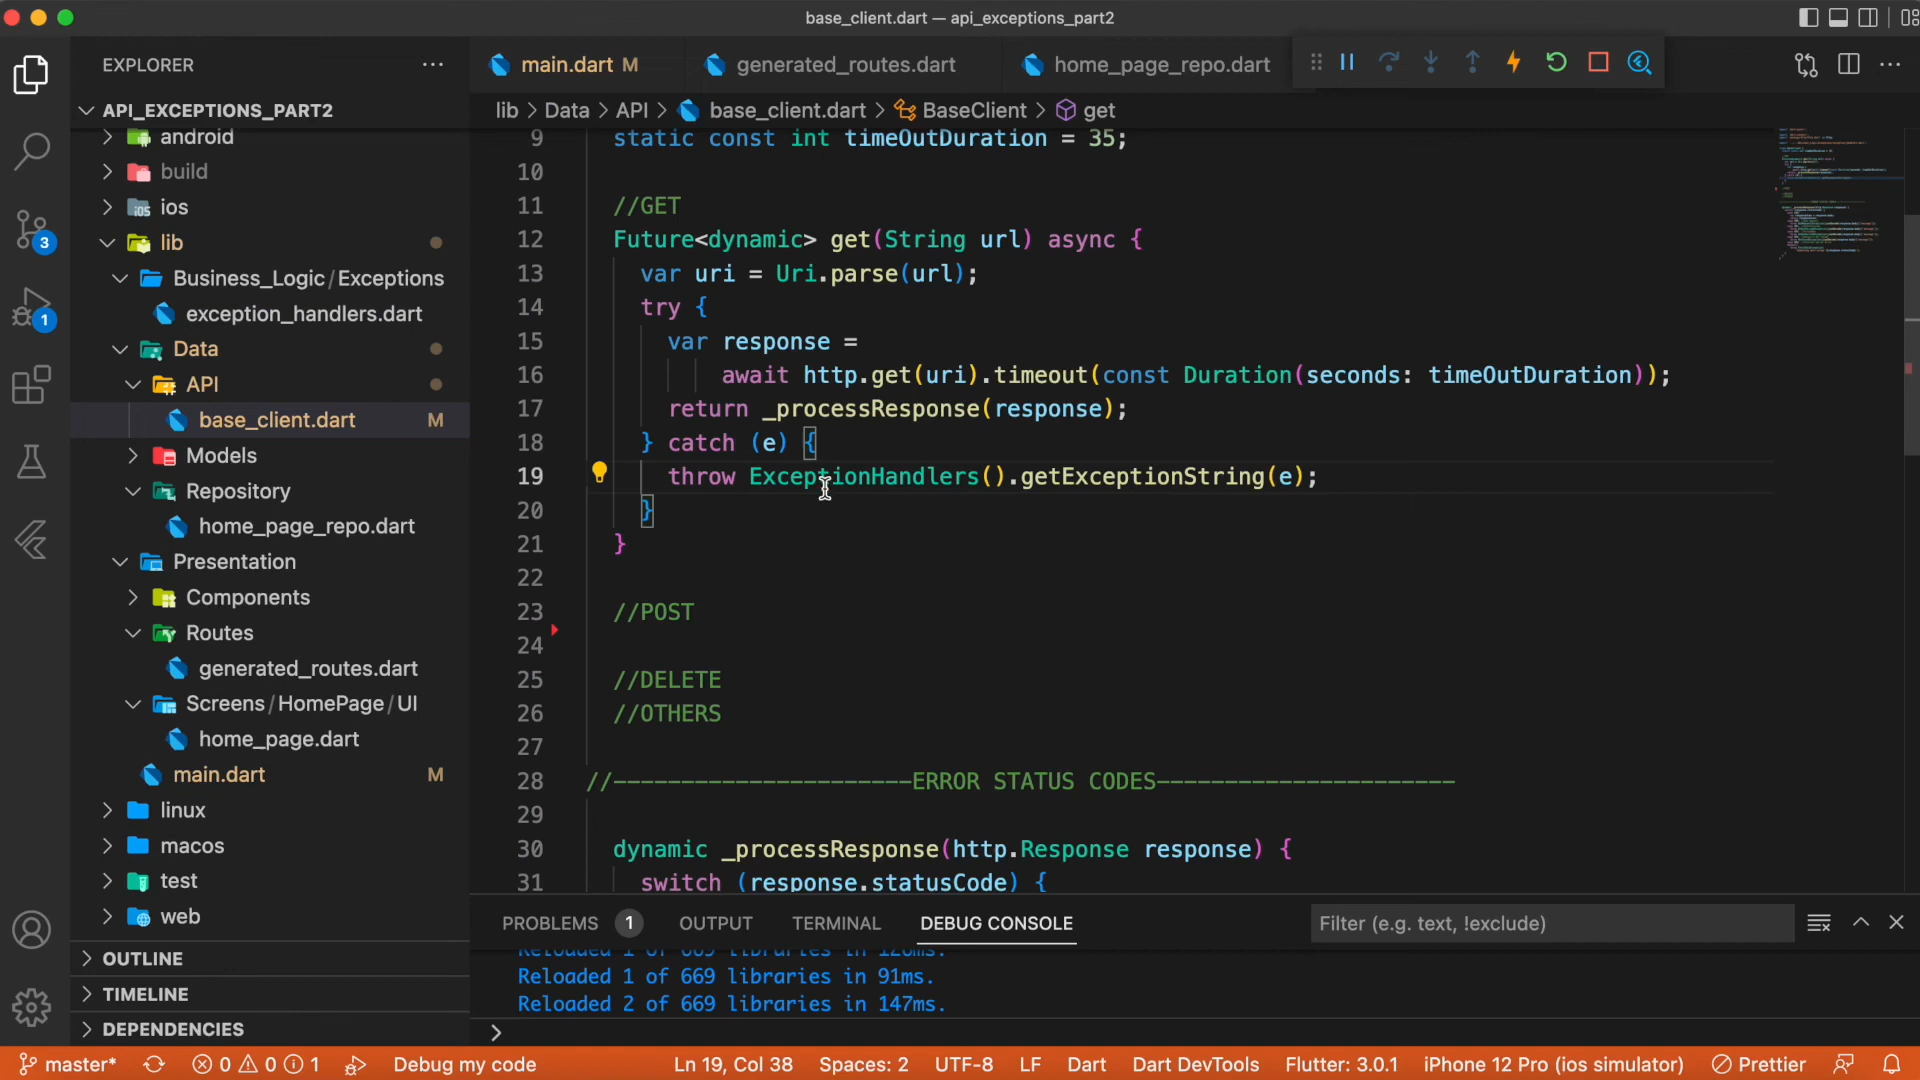 base_client.dart — api_exceptions_part2
EXPLORER
API_EXCEPTIONS_PART2
android
build
ios
lib
Business_Logic/Exceptions
exception_handlers.dart
Data
API
base_client.dart M
Models
Repository
home_page_repo.dart
Presentation
Components
Routes
generated_routes.dart
Screens/HomePage/UI
home_page.dart
main.dart M
linux
macos
test
web
OUTLINE
TIMELINE
DEPENDENCIES
3
1
main.dart M
generated_routes.dart
home_page_repo.dart
lib > Data > API > base_client.dart > BaseClient > get
9 static const int timeOutDuration = 35;
10
11 //GET
12 Future<dynamic> get(String url) async {
13 var uri = Uri.parse(url);
14 try {
15 var response =
16 await http.get(uri).timeout(const Duration(seconds: timeOutDuration));
17 return _processResponse(response);
18 } catch (e) {
19 throw ExceptionHandlers().getExceptionString(e);
20 }
21 }
22
23 //POST
24
25 //DELETE
26 //OTHERS
27
28 //----------------------ERROR STATUS CODES----------------------
29
30 dynamic _processResponse(http.Response response) {
31 switch (response.statusCode) {
PROBLEMS 1 OUTPUT TERMINAL DEBUG CONSOLE
Filter (e.g. text, !exclude)
Reloaded 1 of 669 libraries in 126ms.
Reloaded 1 of 669 libraries in 91ms.
Reloaded 2 of 669 libraries in 147ms.
>
master* 0 0 1 Debug my code Ln 19, Col 38 Spaces: 2 UTF-8 LF Dart Dart DevTools Flutter: 3.0.1 iPhone 12 Pro (ios simulator) Prettier